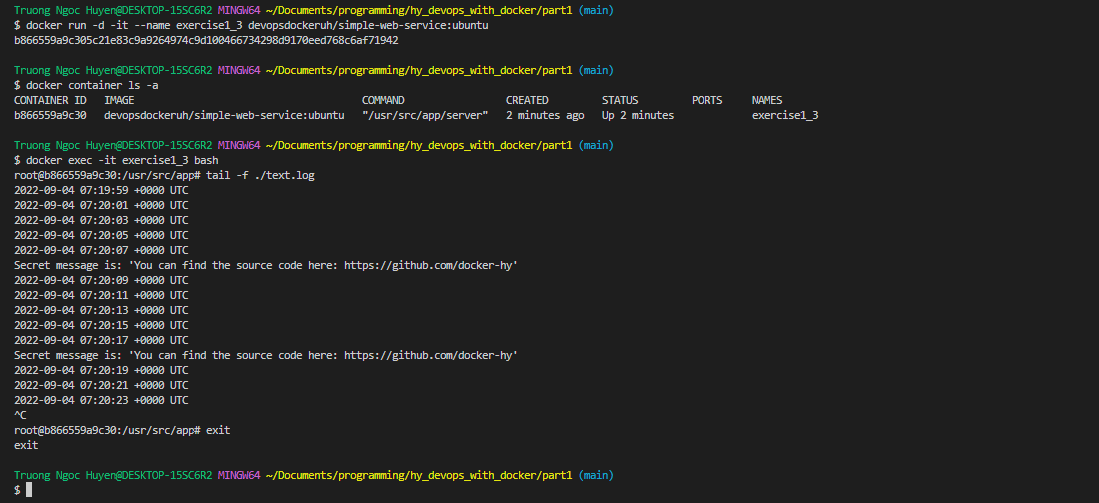 Truong Ngoc Huyen@DESKTOP-15SC6R2 MINGW64 ~/Documents/programming/hy_devops_with_docker/part1 (main)
$ docker run -d -it --name exercise1_3 devopsdockeruh/simple-web-service:ubuntu
b866559a9c305c21e83c9a9264974c9d100466734298d9170eed768c6af71942
Truong Ngoc Huyen@DESKTOP-15SC6R2 MINGW64 ~/Documents/programming/hy_devops_with_docker/part1 (main)
$ docker container ls -a
CONTAINER ID   IMAGE                                      COMMAND                 CREATED         STATUS         PORTS     NAMES
b866559a9c30   devopsdockeruh/simple-web-service:ubuntu   "/usr/src/app/server"   2 minutes ago   Up 2 minutes             exercise1_3
Truong Ngoc Huyen@DESKTOP-15SC6R2 MINGW64 ~/Documents/programming/hy_devops_with_docker/part1 (main)
$ docker exec -it exercise1_3 bash
root@b866559a9c30:/usr/src/app# tail -f ./text.log
2022-09-04 07:19:59 +0000 UTC
2022-09-04 07:20:01 +0000 UTC
2022-09-04 07:20:03 +0000 UTC
2022-09-04 07:20:05 +0000 UTC
2022-09-04 07:20:07 +0000 UTC
Secret message is: 'You can find the source code here: https://github.com/docker-hy'
2022-09-04 07:20:09 +0000 UTC
2022-09-04 07:20:11 +0000 UTC
2022-09-04 07:20:13 +0000 UTC
2022-09-04 07:20:15 +0000 UTC
2022-09-04 07:20:17 +0000 UTC
Secret message is: 'You can find the source code here: https://github.com/docker-hy'
2022-09-04 07:20:19 +0000 UTC
2022-09-04 07:20:21 +0000 UTC
2022-09-04 07:20:23 +0000 UTC
^C
root@b866559a9c30:/usr/src/app# exit
exit
Truong Ngoc Huyen@DESKTOP-15SC6R2 MINGW64 ~/Documents/programming/hy_devops_with_docker/part1 (main)
$